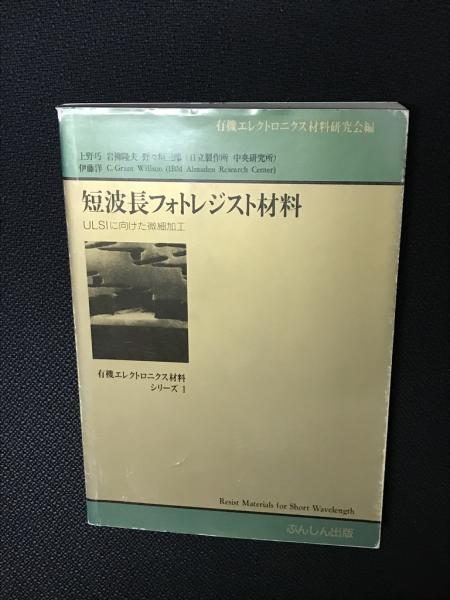 有機エレクトロニクス材料研究会編
上野巧 岩柳隆夫 野々垣三郎 (日立製作所 中央研究所)
伊藤洋 C. Grant Willson (IBM Almaden Research Center)
短波長フォトレジスト材料
ULSIに向けた微細加工
有機エレクトロニクス材料
シリーズ 1
Resist Materials for Short Wavelength
ぶんしん出版